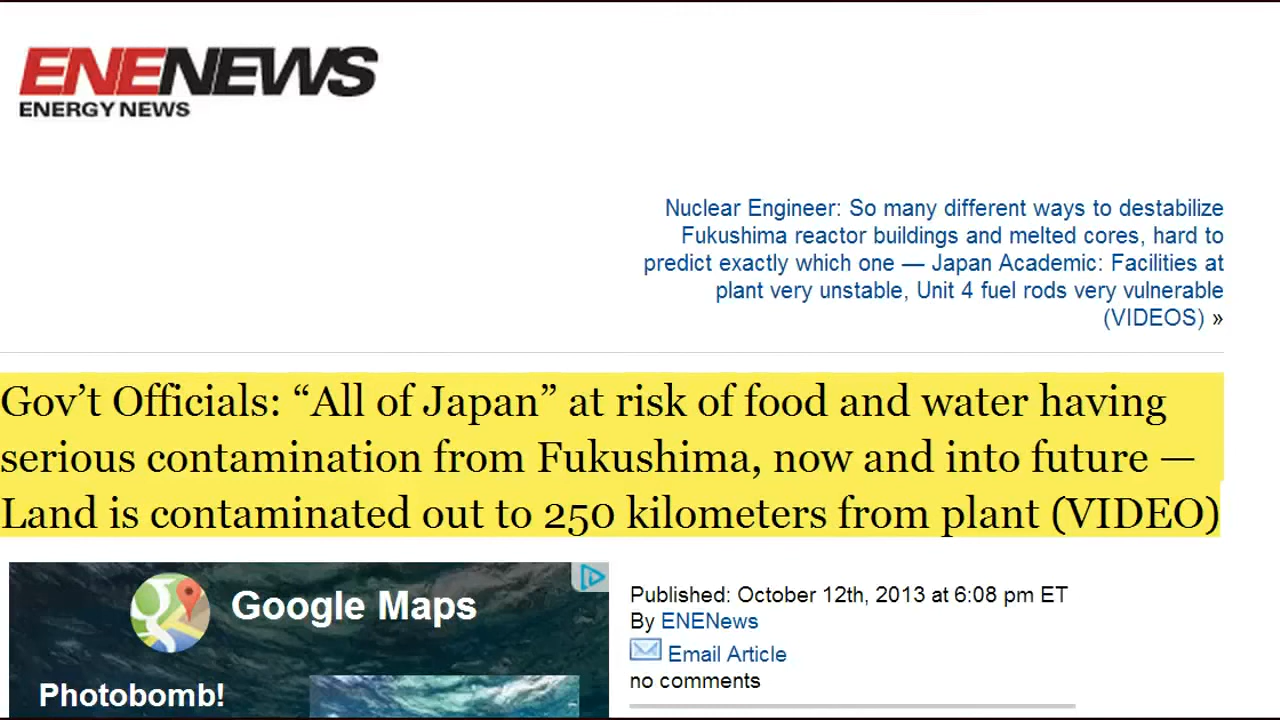 ENENEWS
ENERGY NEWS
Nuclear Engineer: So many different ways to destabilize
Fukushima reactor buildings and melted cores, hard to
predict exactly which one — Japan Academic: Facilities at
plant very unstable, Unit 4 fuel rods very vulnerable
(VIDEOS) »
Gov’t Officials: “All of Japan” at risk of food and water having
serious contamination from Fukushima, now and into future —
Land is contaminated out to 250 kilometers from plant (VIDEO)
Google Maps
Photobomb!
Published: October 12th, 2013 at 6:08 pm ET
By ENENews
Email Article
no comments